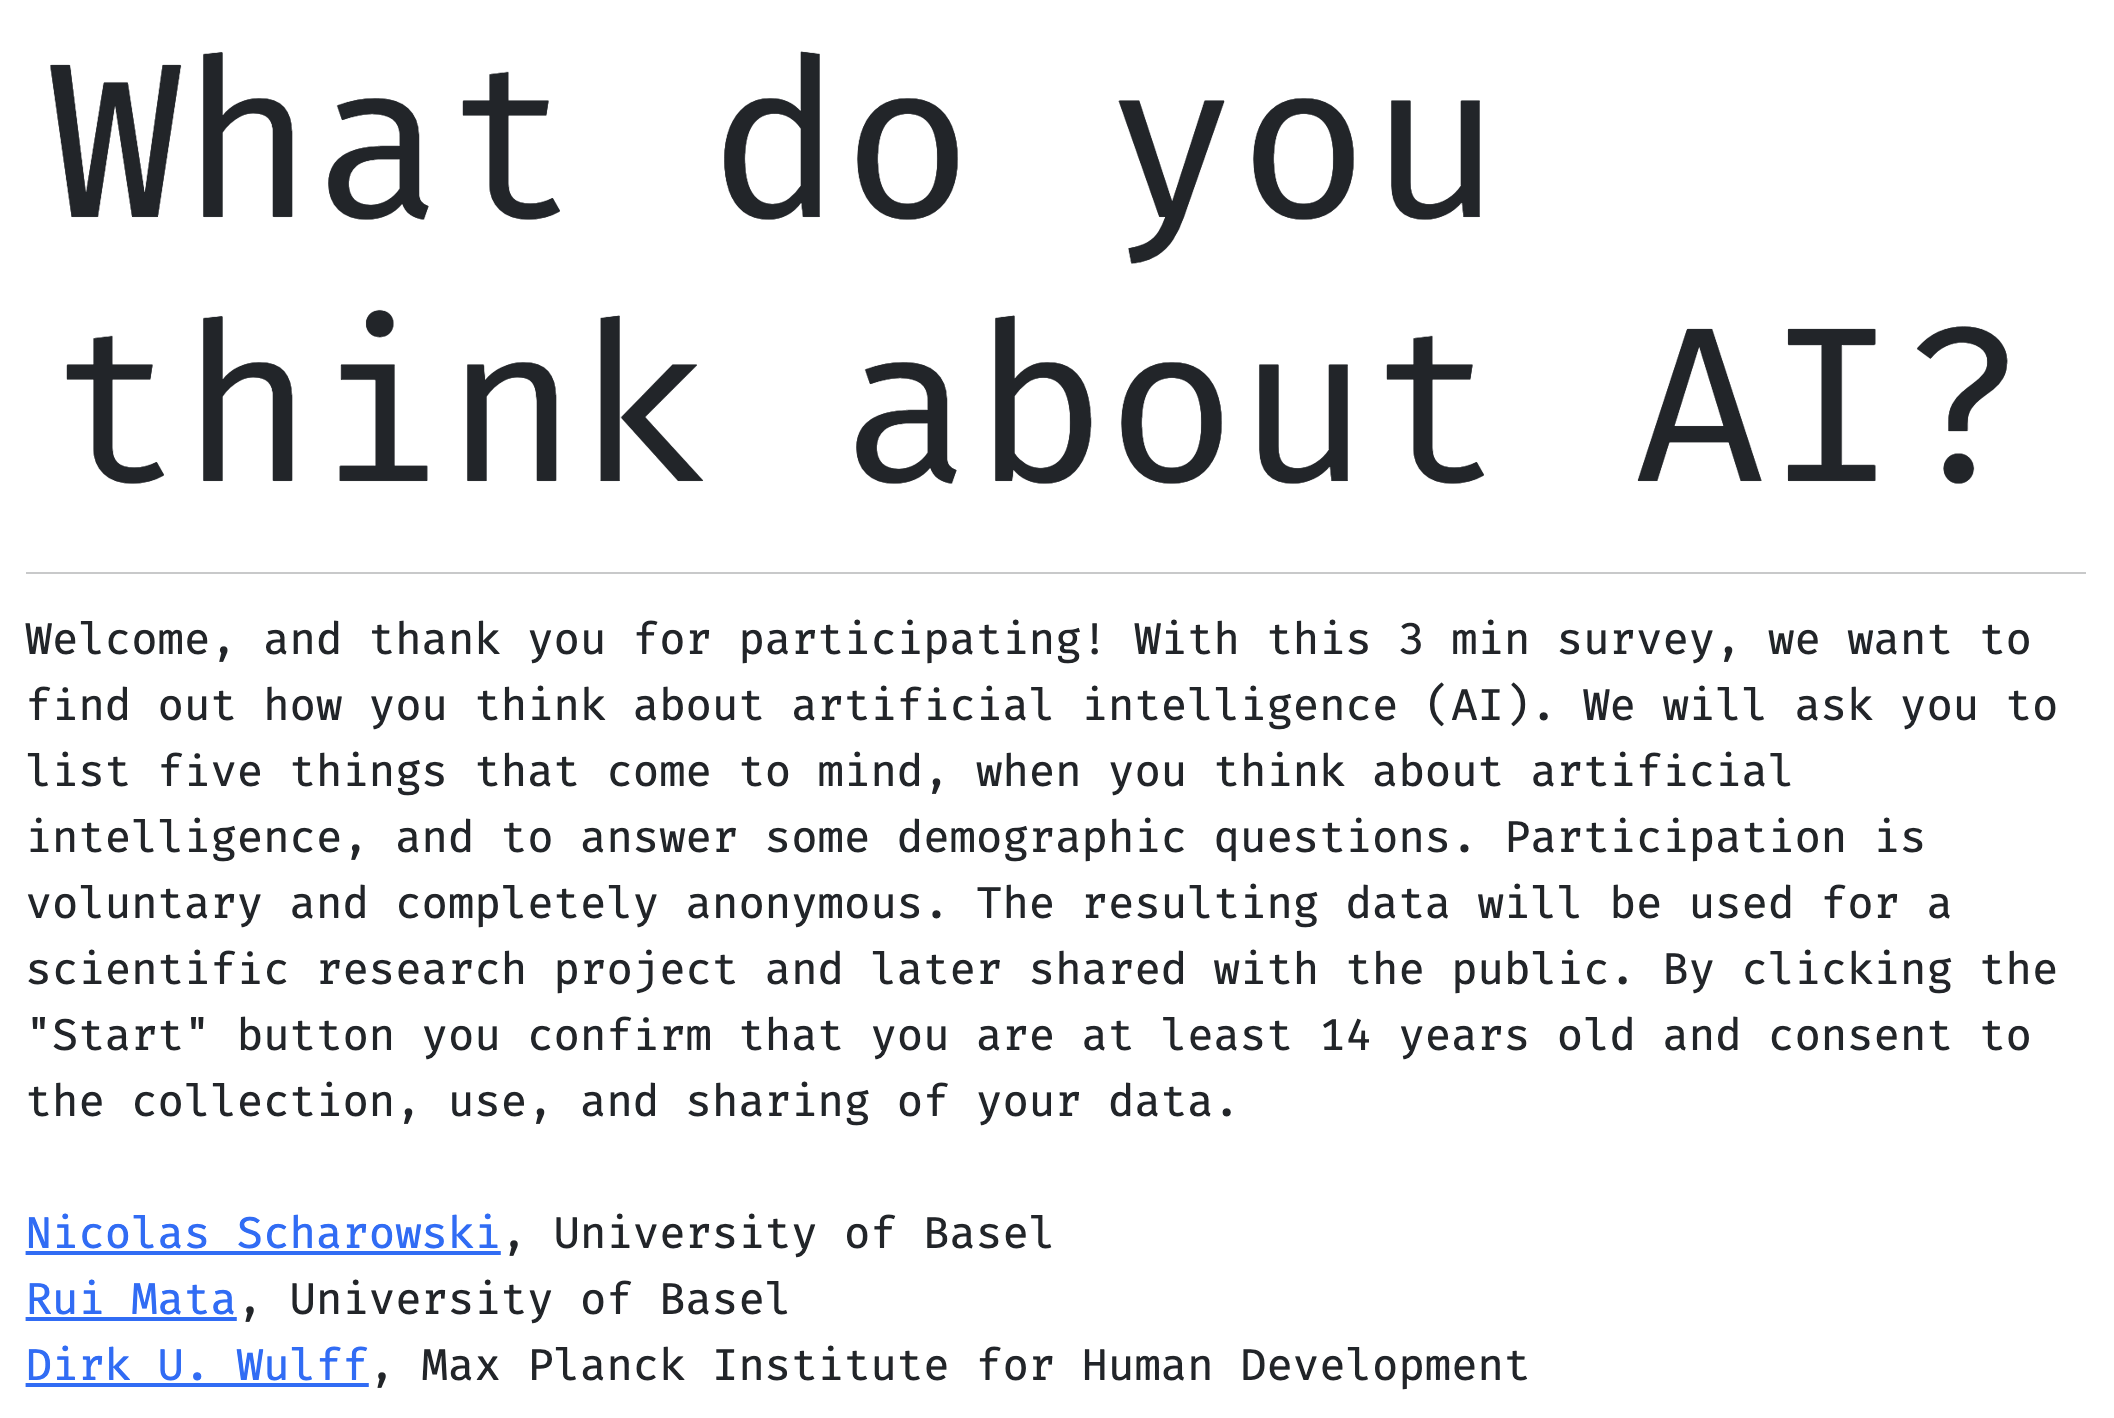 What do you
think about AI?
Welcome, and thank you for participating! With this 3 min survey, we want to
find out how you think about artificial intelligence (AI). We will ask you to
list five things that come to mind, when you think about artificial
intelligence, and to answer some demographic questions. Participation is
voluntary and completely anonymous. The resulting data will be used for a
scientific research project and later shared with the public. By clicking the
"Start" button you confirm that you are at least 14 years old and consent to
the collection, use, and sharing of your data.
Nicolas Scharowski, University of Basel
Rui Mata, University of Basel
Dirk U. Wulff, Max Planck Institute for Human Development